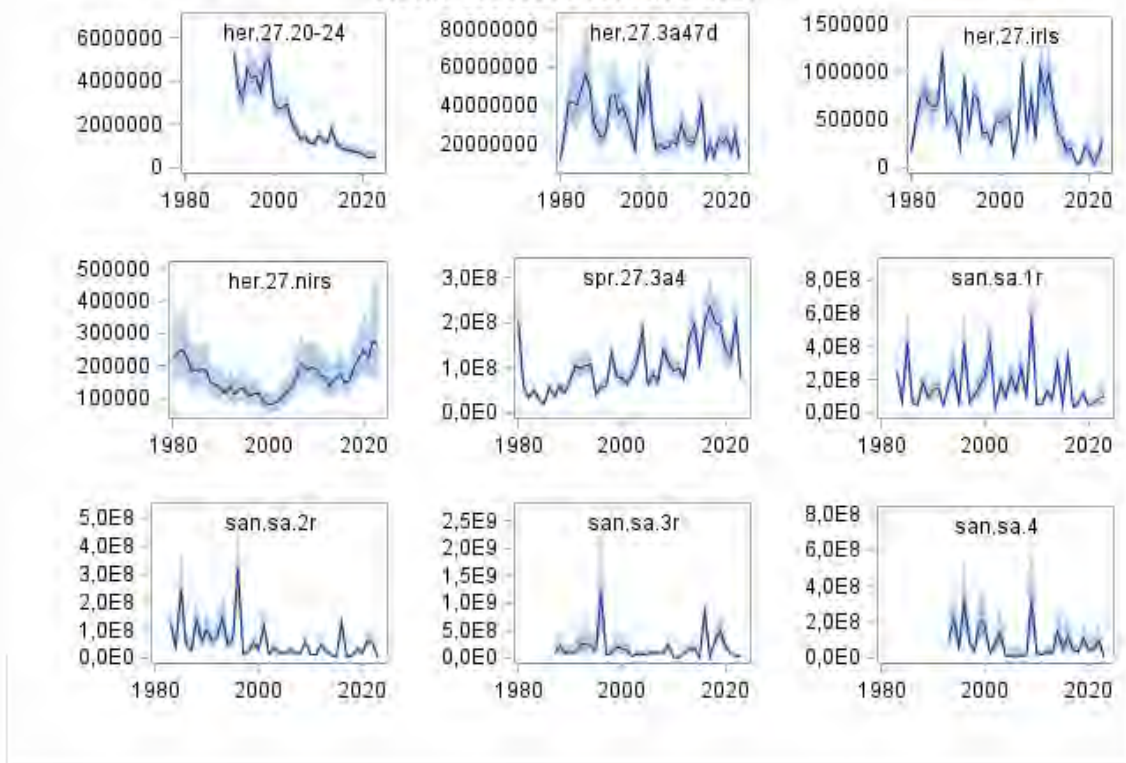 her.27.20-24
6000000
4000000
2000000
0
1980 2000 2020
her.27.3a47d
80000000
60000000
40000000
20000000
1980 2000 2020
her.27.irls
1500000
1000000
500000
0
1980 2000 2020
her.27.nirs
500000
400000
300000
200000
100000
1980 2000 2020
spr.27.3a4
3,0E8
2,0E8
1,0E8
0,0E0
1980 2000 2020
san.sa.1r
8,0E8
6,0E8
4,0E8
2,0E8
0,0E0
1980 2000 2020
san.sa.2r
5,0E8
4,0E8
3,0E8
2,0E8
1,0E8
0,0E0
1980 2000 2020
san.sa.3r
2,5E9
2,0E9
1,5E9
1,0E9
5,0E8
0,0E0
1980 2000 2020
san.sa.4
8,0E8
6,0E8
4,0E8
2,0E8
0,0E0
1980 2000 2020